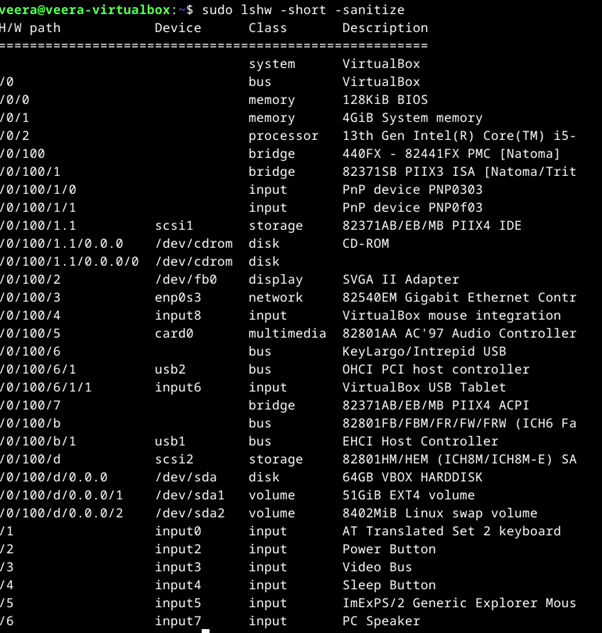 veera@veera-virtualbox:~$ sudo lshw -short -sanitize
H/W path Device Class Description
=======================================================
system VirtualBox
/0 bus VirtualBox
/0/0 memory 128KiB BIOS
/0/1 memory 4GiB System memory
/0/2 processor 13th Gen Intel(R) Core(TM) i5-
/0/100 bridge 440FX - 82441FX PMC [Natoma]
/0/100/1 bridge 82371SB PIIX3 ISA [Natoma/Trit
/0/100/1/0 input PnP device PNP0303
/0/100/1/1 input PnP device PNP0f03
/0/100/1.1 scsi1 storage 82371AB/EB/MB PIIX4 IDE
/0/100/1.1/0.0.0 /dev/cdrom disk CD-ROM
/0/100/1.1/0.0.0/0 /dev/cdrom disk
/0/100/2 /dev/fb0 display SVGA II Adapter
/0/100/3 enp0s3 network 82540EM Gigabit Ethernet Contr
/0/100/4 input8 input VirtualBox mouse integration
/0/100/5 card0 multimedia 82801AA AC'97 Audio Controller
/0/100/6 bus KeyLargo/Intrepid USB
/0/100/6/1 usb2 bus OHCI PCI host controller
/0/100/6/1/1 input6 input VirtualBox USB Tablet
/0/100/7 bridge 82371AB/EB/MB PIIX4 ACPI
/0/100/b bus 82801FB/FBM/FR/FW/FRW (ICH6 Fa
/0/100/b/1 usb1 bus EHCI Host Controller
/0/100/d scsi2 storage 82801HM/HEM (ICH8M/ICH8M-E) SA
/0/100/d/0.0.0 /dev/sda disk 64GB VBOX HARDDISK
/0/100/d/0.0.0/1 /dev/sda1 volume 51GiB EXT4 volume
/0/100/d/0.0.0/2 /dev/sda2 volume 8402MiB Linux swap volume
/1 input0 input AT Translated Set 2 keyboard
/2 input2 input Power Button
/3 input3 input Video Bus
/4 input4 input Sleep Button
/5 input5 input ImExPS/2 Generic Explorer Mous
/6 input7 input PC Speaker